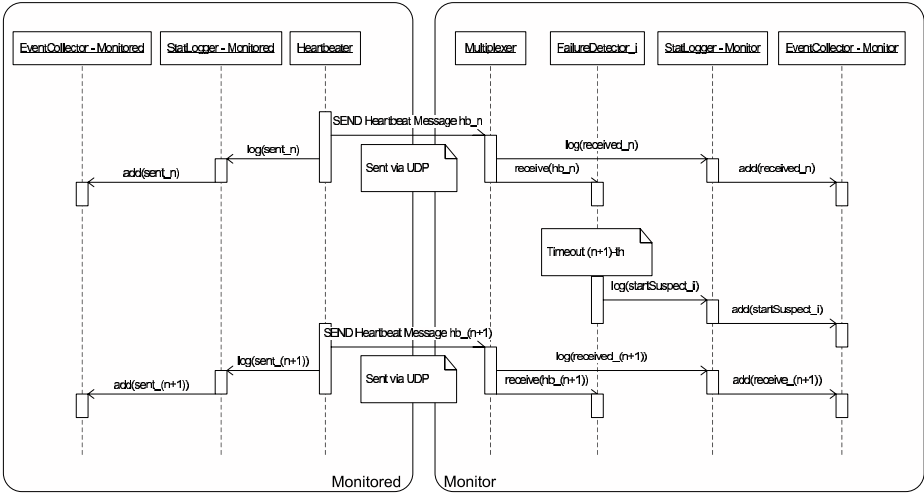 EventCollector - Monitored
StatLogger - Monitored
Heartbeater
Multiplexer
FailureDetector_i
StatLogger - Monitor
EventCollector - Monitor
SEND Heartbeat Message hb_n
log(sent_n)
log(received_n)
add(sent_n)
Sent via UDP
receive(hb_n)
add(received_n)
Timeout (n+1)-th
log(startSuspect_i)
add(startSuspect_i)
SEND Heartbeat Message hb_(n+1)
log(sent_(n+1))
log(received_(n+1))
add(sent_(n+1))
Sent via UDP
receive(hb_(n+1))
add(receive_(n+1))
Monitored
Monitor